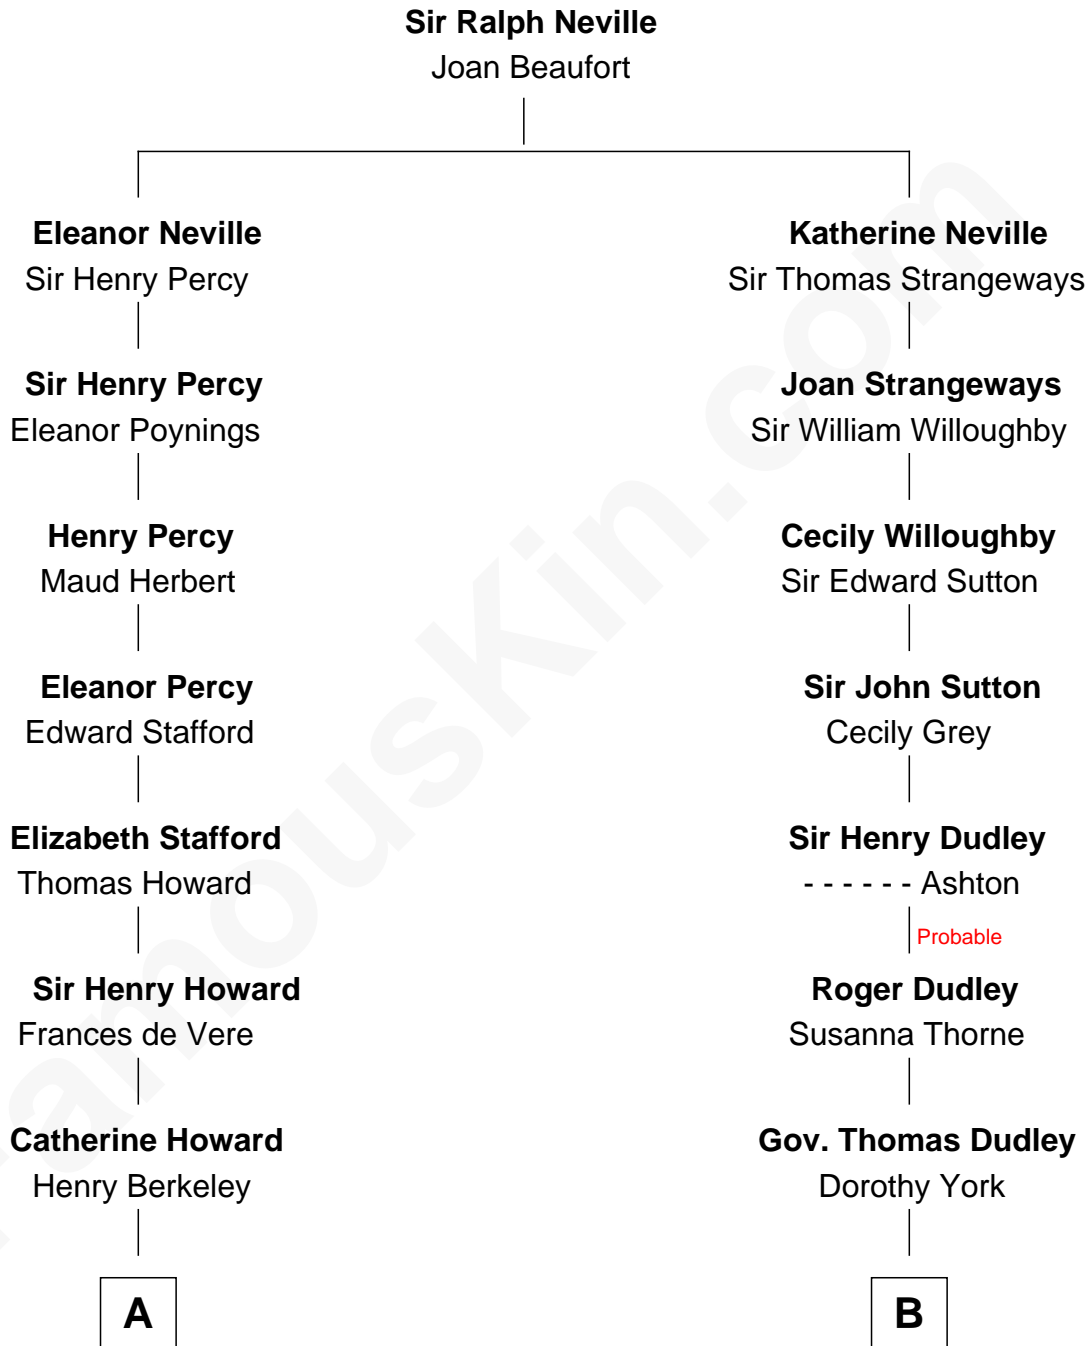 Sir Ralph Neville
Joan Beaufort
Eleanor Neville
Sir Henry Percy
Katherine Neville
Sir Thomas Strangeways
Sir Henry Percy
Eleanor Poynings
Joan Strangeways
Sir William Willoughby
Henry Percy
Maud Herbert
Cecily Willoughby
Sir Edward Sutton
Eleanor Percy
Edward Stafford
Sir John Sutton
Cecily Grey
Elizabeth Stafford
Thomas Howard
Sir Henry Dudley
- - - - - - Ashton
Probable
Sir Henry Howard
Frances de Vere
Roger Dudley
Susanna Thorne
Catherine Howard
Henry Berkeley
Gov. Thomas Dudley
Dorothy York
A
B
FamousKin.com